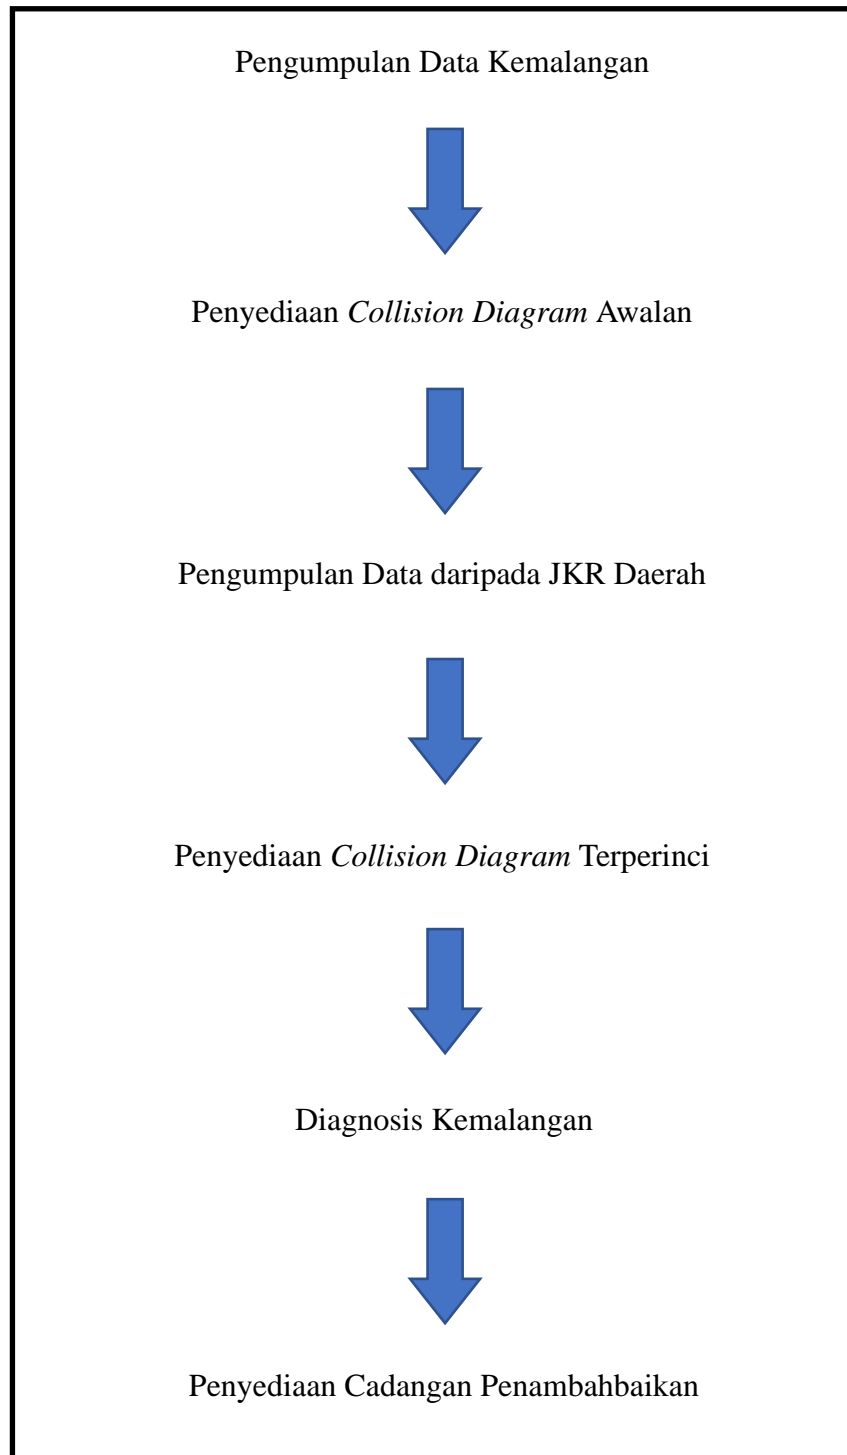 Pengumpulan Data Kemalangan
Penyediaan Collision Diagram Awalan
Pengumpulan Data daripada JKR Daerah
Penyediaan Collision Diagram Terperinci
Diagnosis Kemalangan
Penyediaan Cadangan Penambahbaikan